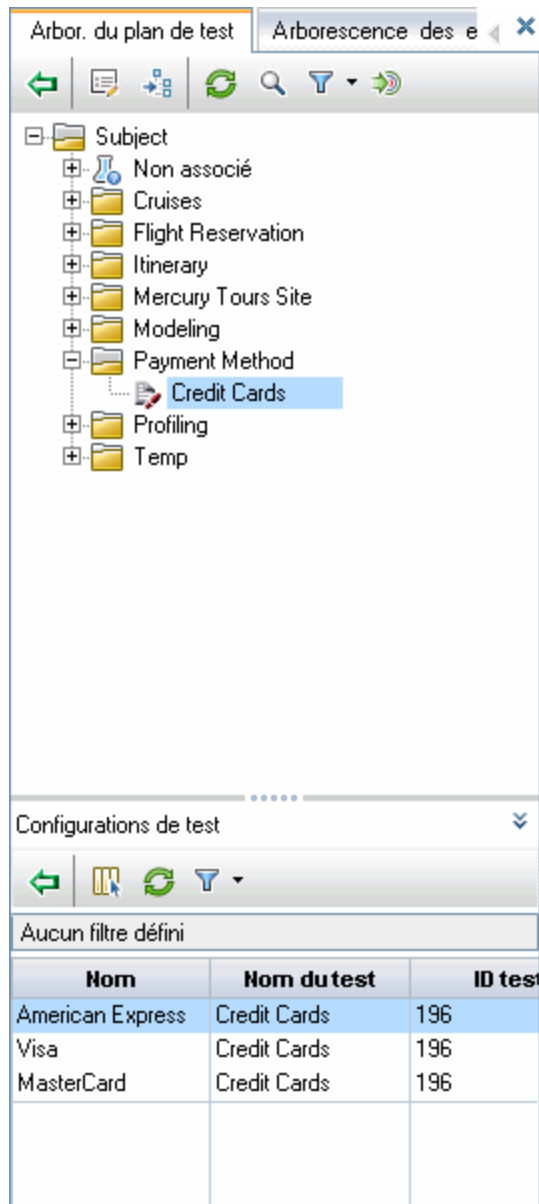 Arbor. du plan de test Arborescence des e
Subject
Non associé
Cruises
Flight Reservation
Itinerary
Mercury Tours Site
Modeling
Payment Method
Credit Cards
Profiling
Temp
Configurations de test
Aucun filtre défini
Nom Nom du test ID test
American Express Credit Cards 196
Visa Credit Cards 196
MasterCard Credit Cards 196